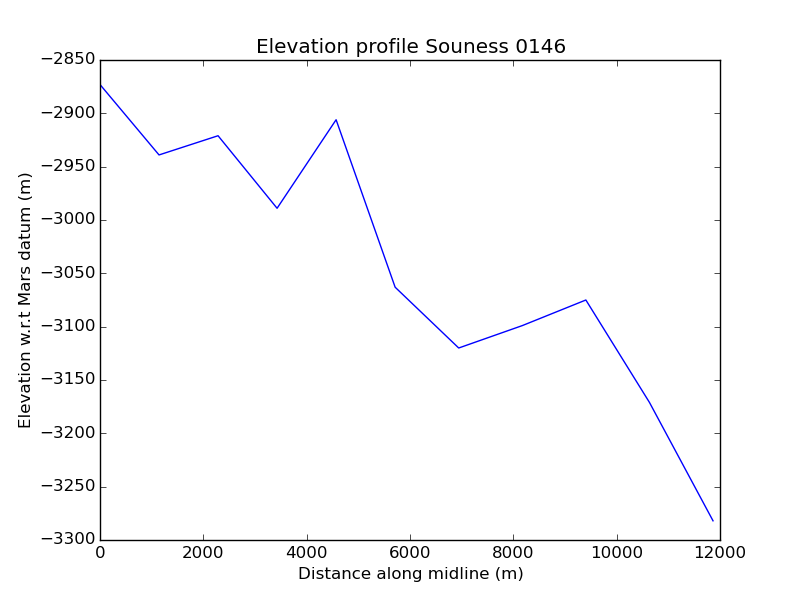 Elevation profile Souness 0146
−2850
−2900
−2950
−3000
−3050
−3100
−3150
−3200
−3250
−3300
Elevation w.r.t Mars datum (m)
0 2000 4000 6000 8000 10000 12000
Distance along midline (m)